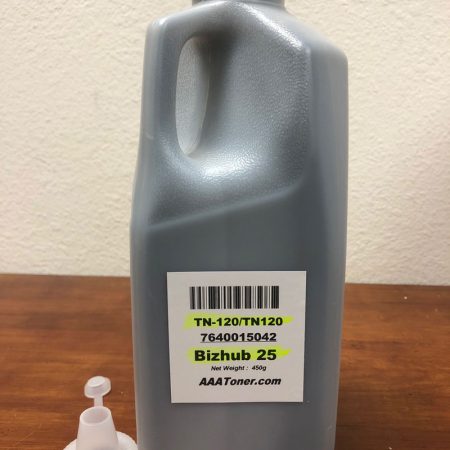 TN-120/TN120
7640015042
Bizhub 25
Net Weight : 450g
AAAToner.com